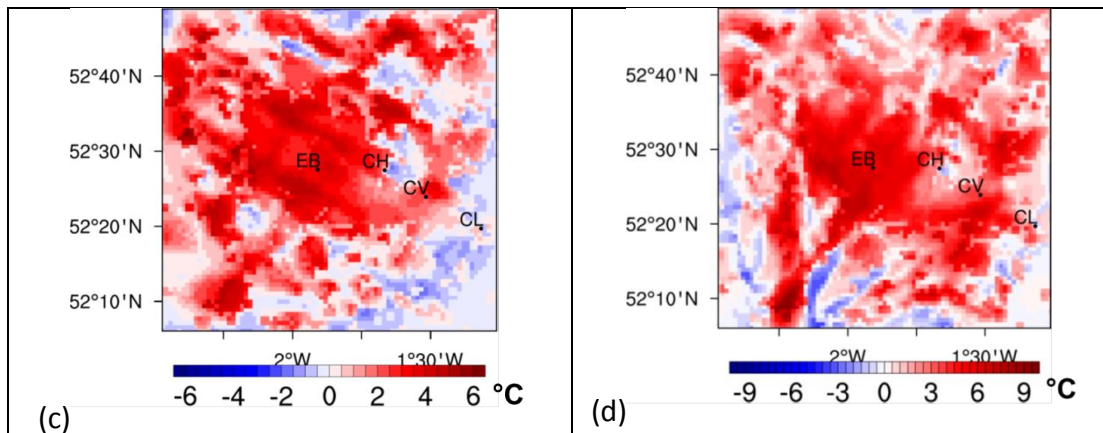 52°40'N
52°30'N
52°20'N
52°10'N
EB
CH
CV
CL
2°W
1°30'W
-6 -4 -2 0 2 4 6 °C
(c)
52°40'N
52°30'N
52°20'N
52°10'N
EB
CH
CV
CL
2°W
1°30'W
-9 -6 -3 0 3 6 9 °C
(d)